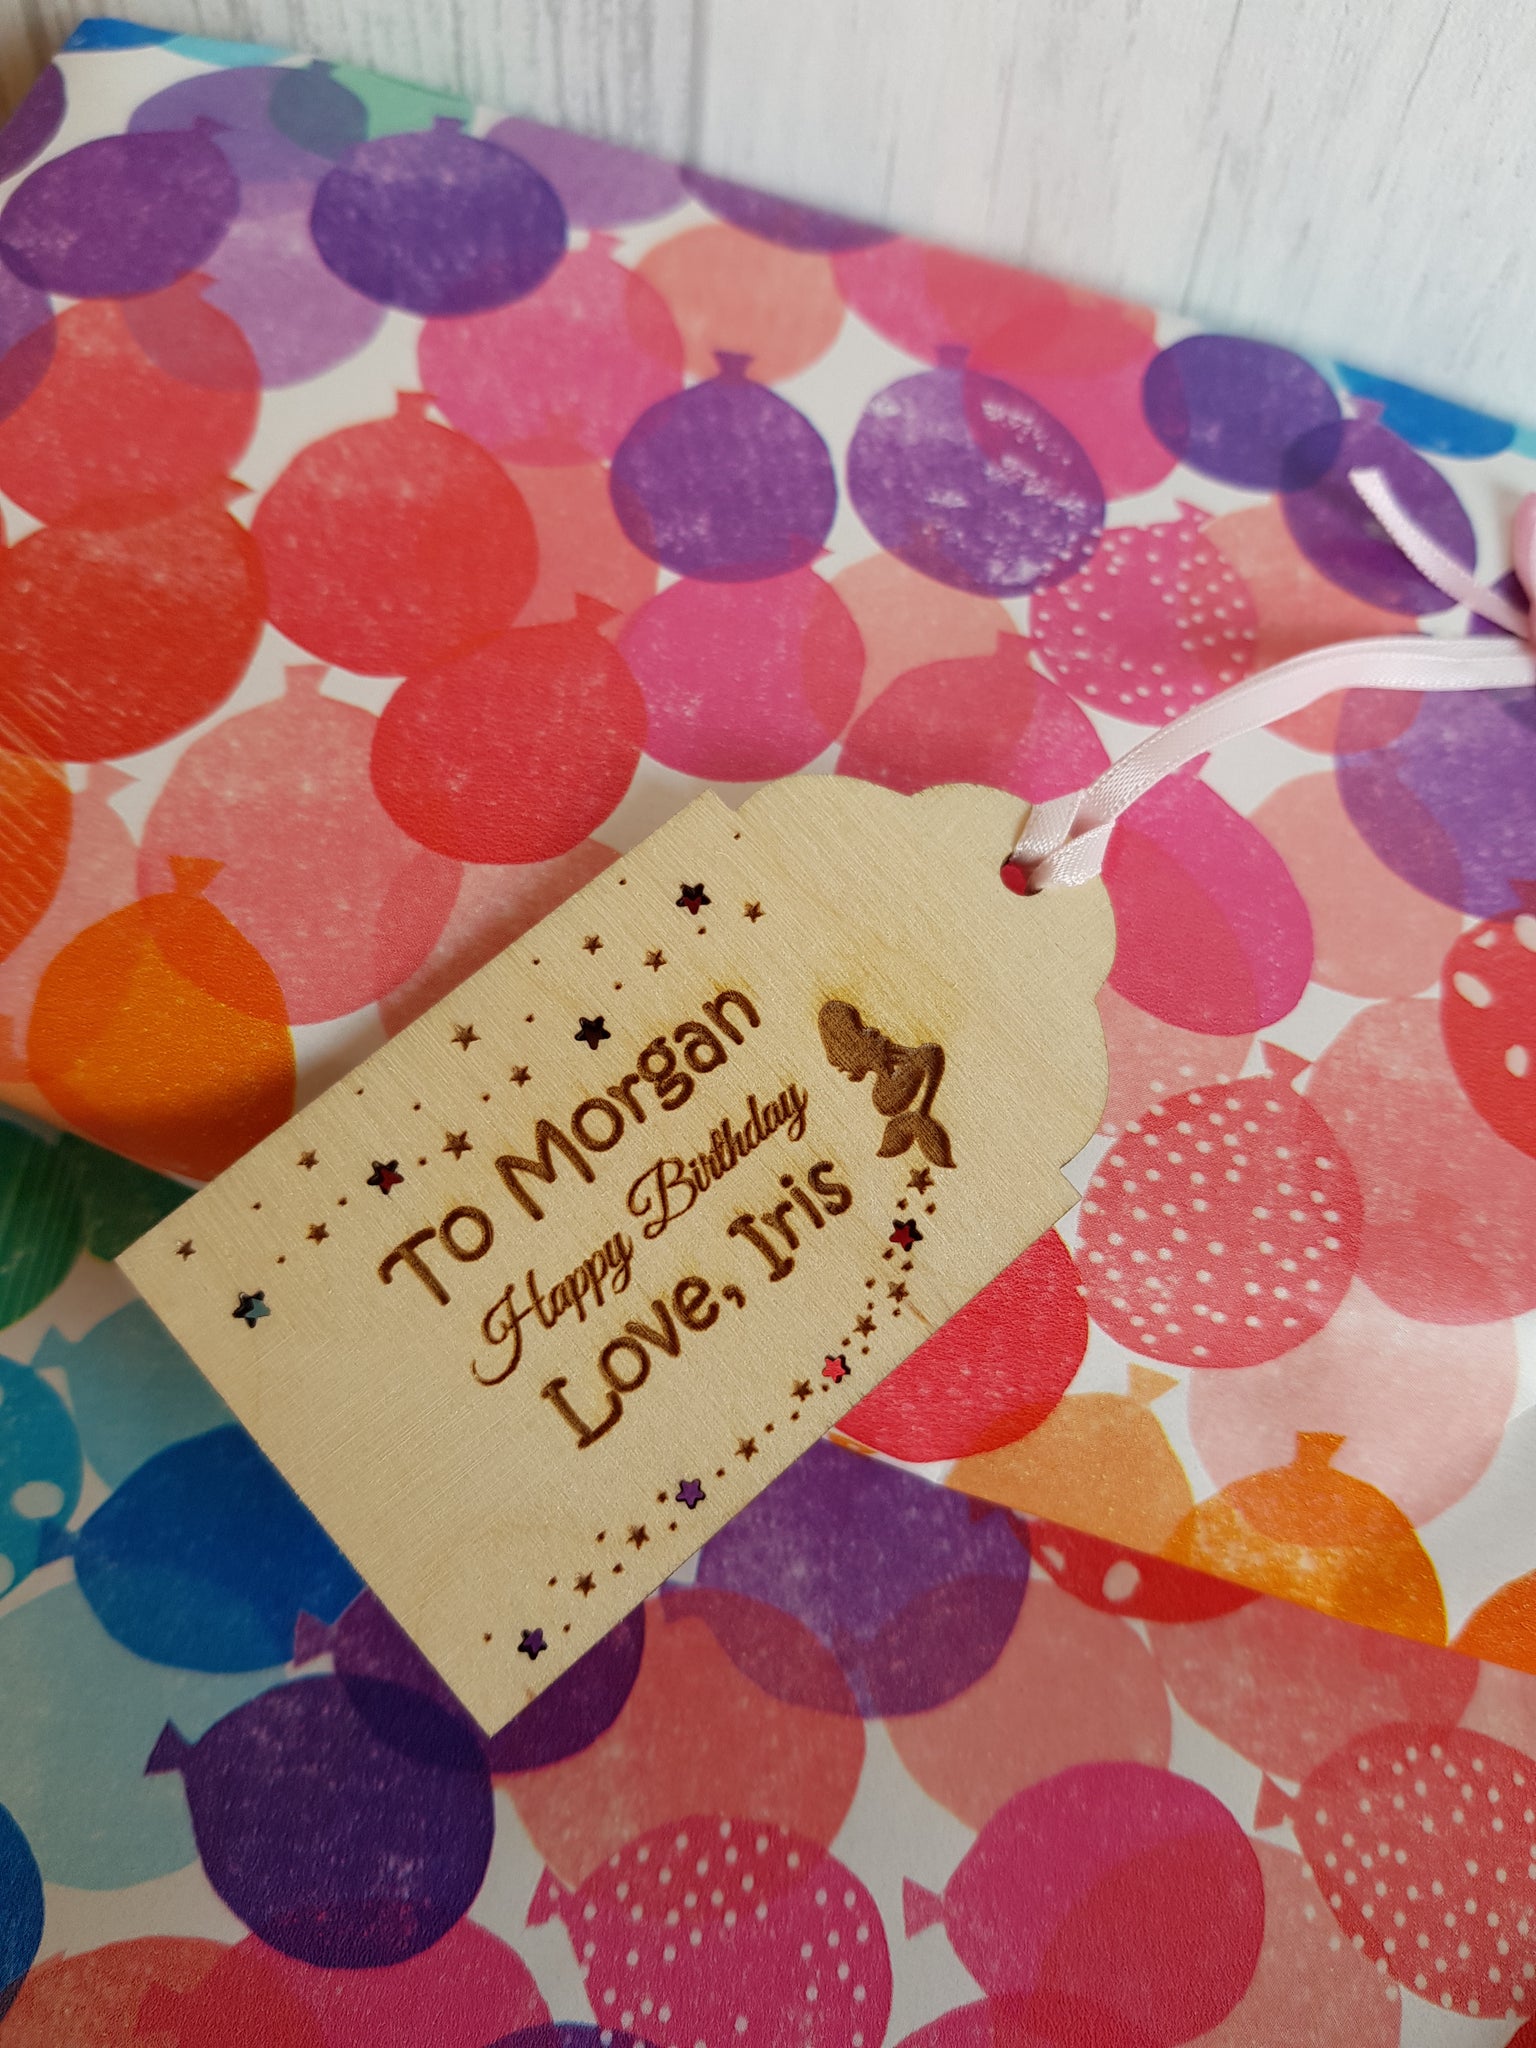 To Morgan
Happy Birthday
Love, Iris